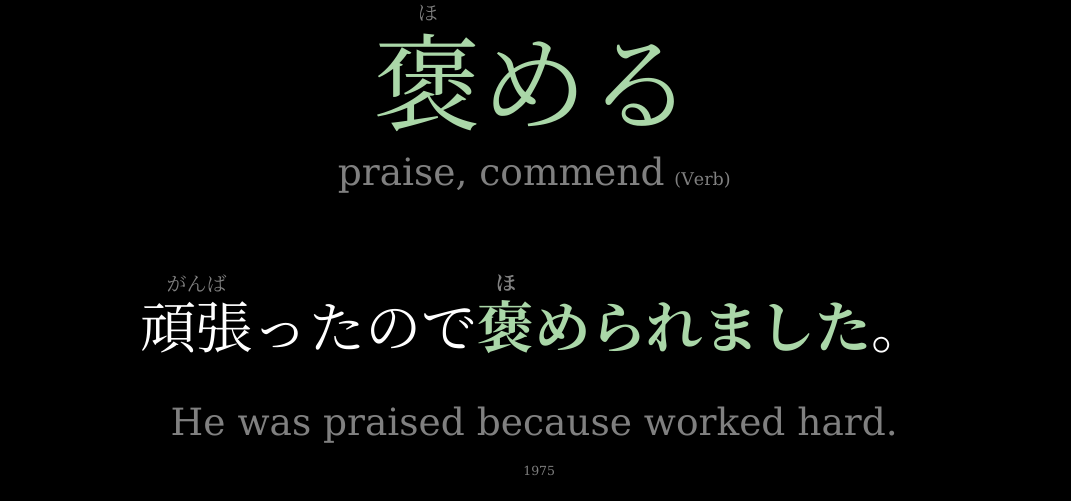 ほ
褒める
praise, commend (Verb)
がんば ほ
頑張ったので褒められました。
He was praised because worked hard.
1975